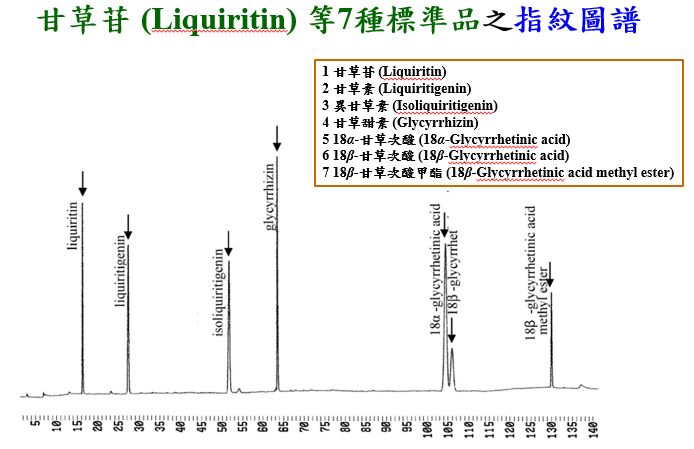 甘草苷 (Liquiritin) 等7種標準品之指紋圖譜
1 甘草苷 (Liquiritin)
2 甘草素 (Liquiritigenin)
3 異甘草素 (Isoliquiritigenin)
4 甘草甜素 (Glycyrrhizin)
5 18α-甘草次酸 (18α-Glycyrrhetinic acid)
6 18β-甘草次酸 (18β-Glycyrrhetinic acid)
7 18β-甘草次酸甲酯 (18β-Glycyrrhetinic acid methyl ester)
liquiritin
liquiritigenin
isoliquiritigenin
glycyrrhizin
18α -glycyrrhetinic acid
18β -glycyrrhet
18β -glycyrrhetinic acid
methyl ester
5 10 15 20 25 30 35 40 45 50 55 60 65 70 75 80 85 90 95 100 105 110 115 120 125 130 135 140